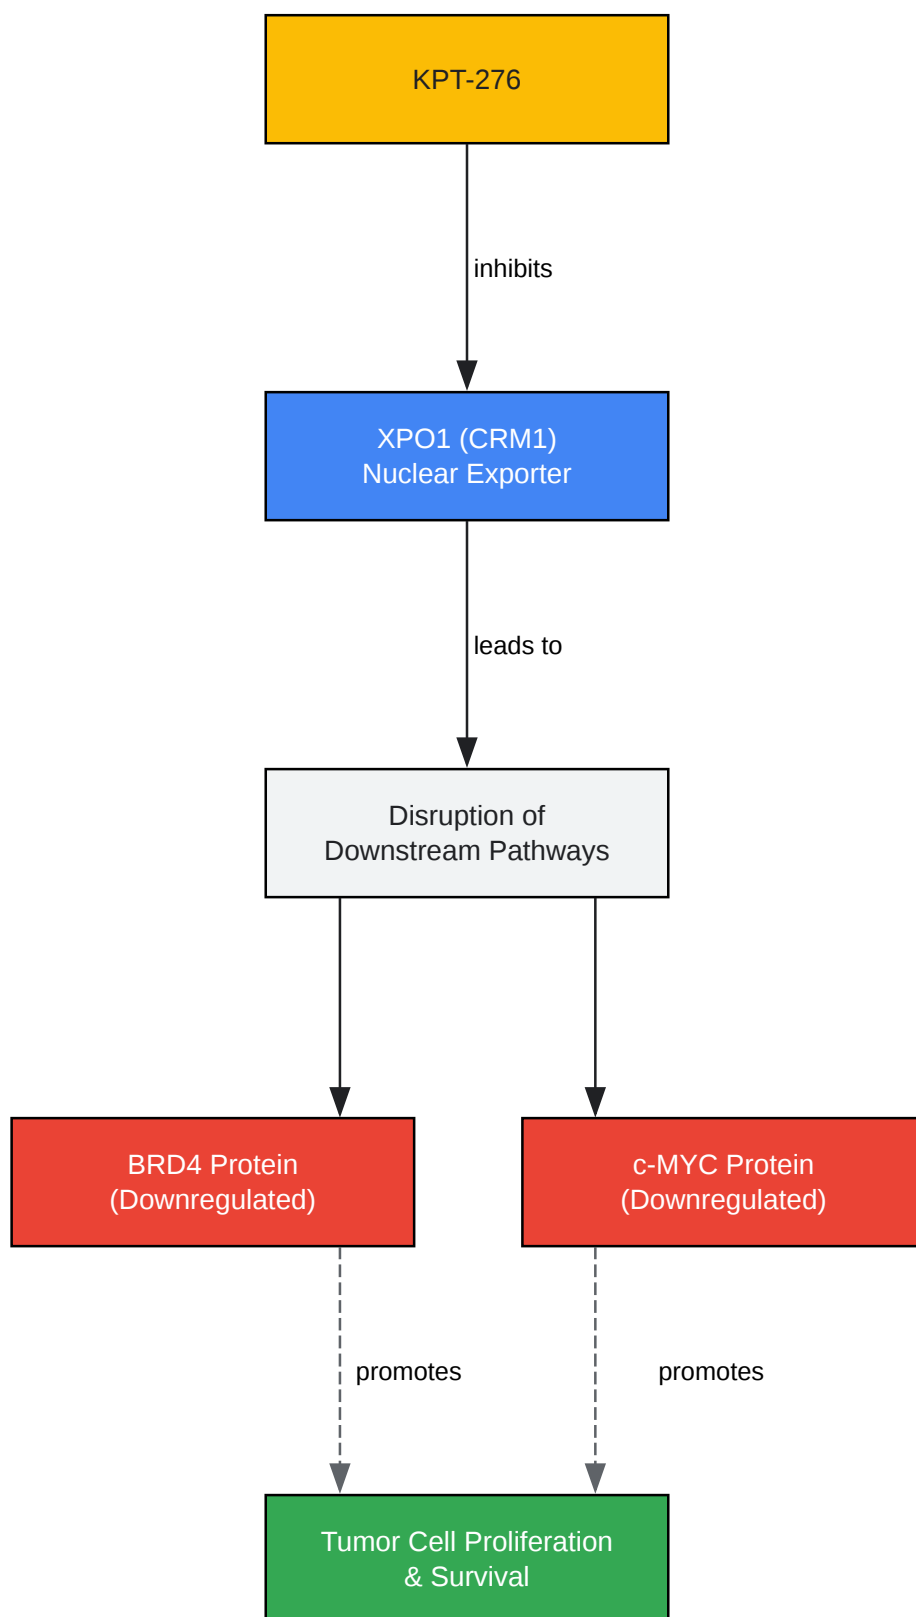 KPT-276
inhibits
XPO1 (CRM1)
Nuclear Exporter
leads to
Disruption of
Downstream Pathways
BRD4 Protein
(Downregulated)
c-MYC Protein
(Downregulated)
promotes
promotes
Tumor Cell Proliferation
& Survival